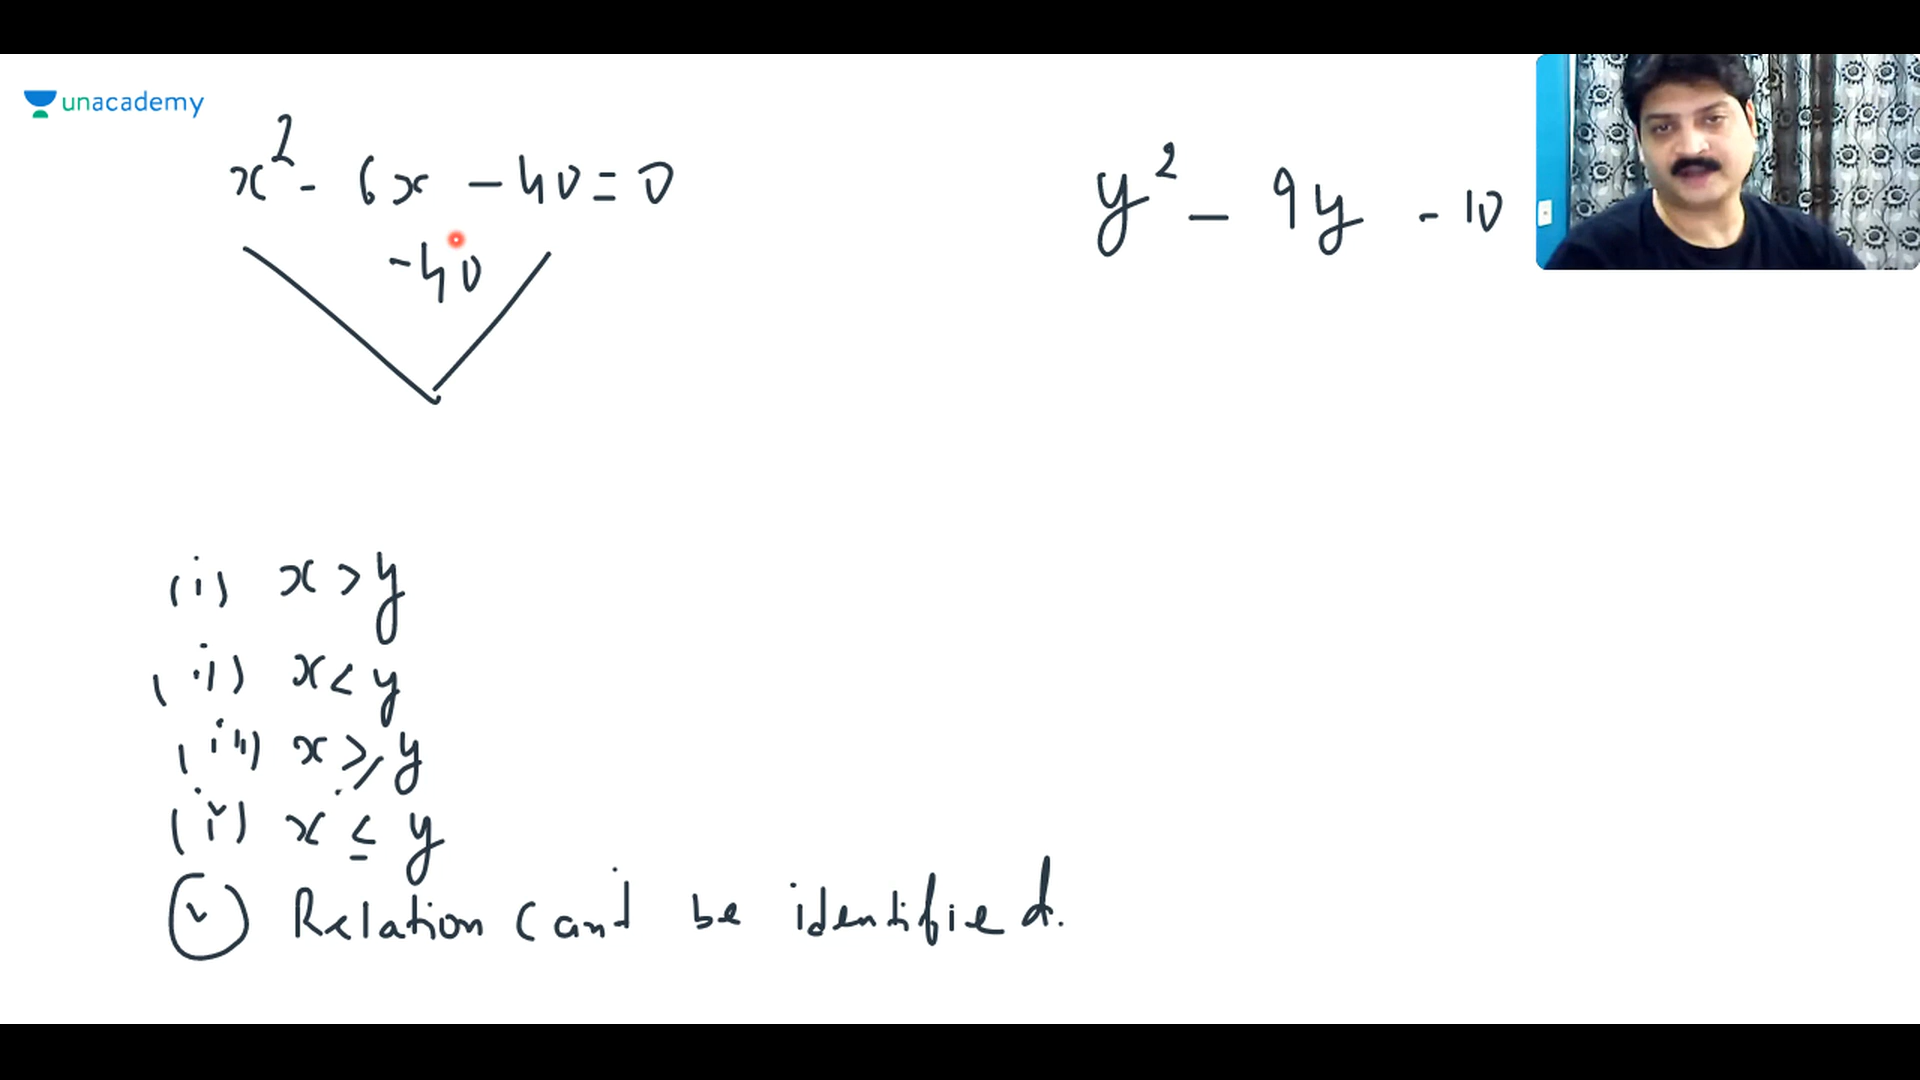 unacademy
x² - 6x - 40 = 0
y² - 9y - 10
-40
(i) x > y
(ii) x < y
(iii) x ≥ y
(iv) x ≤ y
(v) Relation can't be identified.